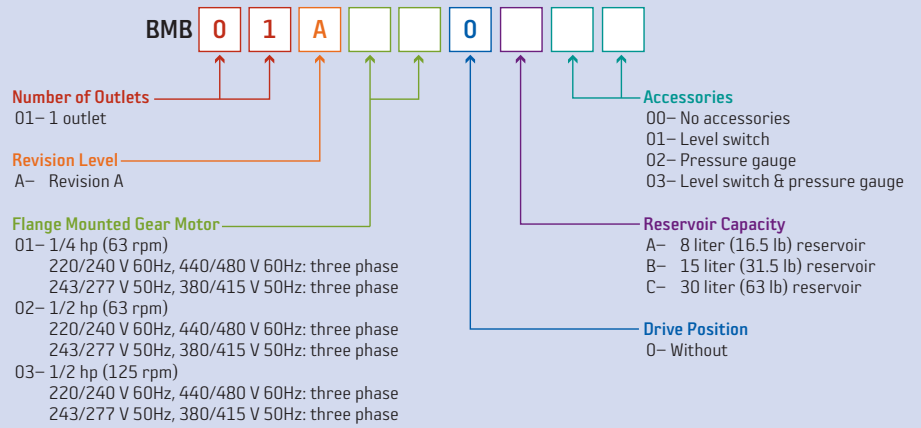 BMB 0 1 A 0
Number of Outlets
01– 1 outlet
Revision Level
A– Revision A
Flange Mounted Gear Motor
01– 1/4 hp (63 rpm)
220/240 V 60Hz, 440/480 V 60Hz: three phase
243/277 V 50Hz, 380/415 V 50Hz: three phase
02– 1/2 hp (63 rpm)
220/240 V 60Hz, 440/480 V 60Hz: three phase
243/277 V 50Hz, 380/415 V 50Hz: three phase
03– 1/2 hp (125 rpm)
220/240 V 60Hz, 440/480 V 60Hz: three phase
243/277 V 50Hz, 380/415 V 50Hz: three phase
Accessories
00– No accessories
01– Level switch
02– Pressure gauge
03– Level switch & pressure gauge
Reservoir Capacity
A– 8 liter (16.5 lb) reservoir
B– 15 liter (31.5 lb) reservoir
C– 30 liter (63 lb) reservoir
Drive Position
0– Without